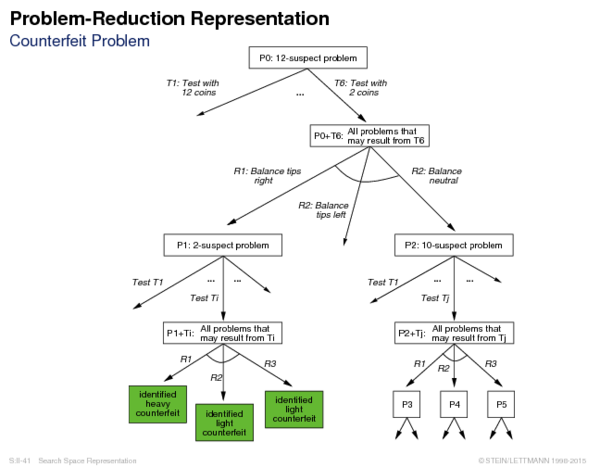 Problem-Reduction Representation
Counterfeit Problem
P0: 12-suspect problem
T1: Test with
12 coins
...
T6: Test with
2 coins
P0+T6: All problems that
may result from T6
R1: Balance tips
right
R2: Balance
tips left
R2: Balance
neutral
P1: 2-suspect problem
P2: 10-suspect problem
Test T1
...
...
Test Ti
Test T1
...
...
Test Tj
P1+Ti: All problems that
may result from Ti
P2+Tj: All problems that
may result from Tj
R1
R2
R3
R1
R2
R3
identified
heavy
counterfeit
identified
light
counterfeit
identified
light
counterfeit
P3
P4
P5
S:II-41 Search Space Representation
© STEIN/LETTMANN 1998-2015